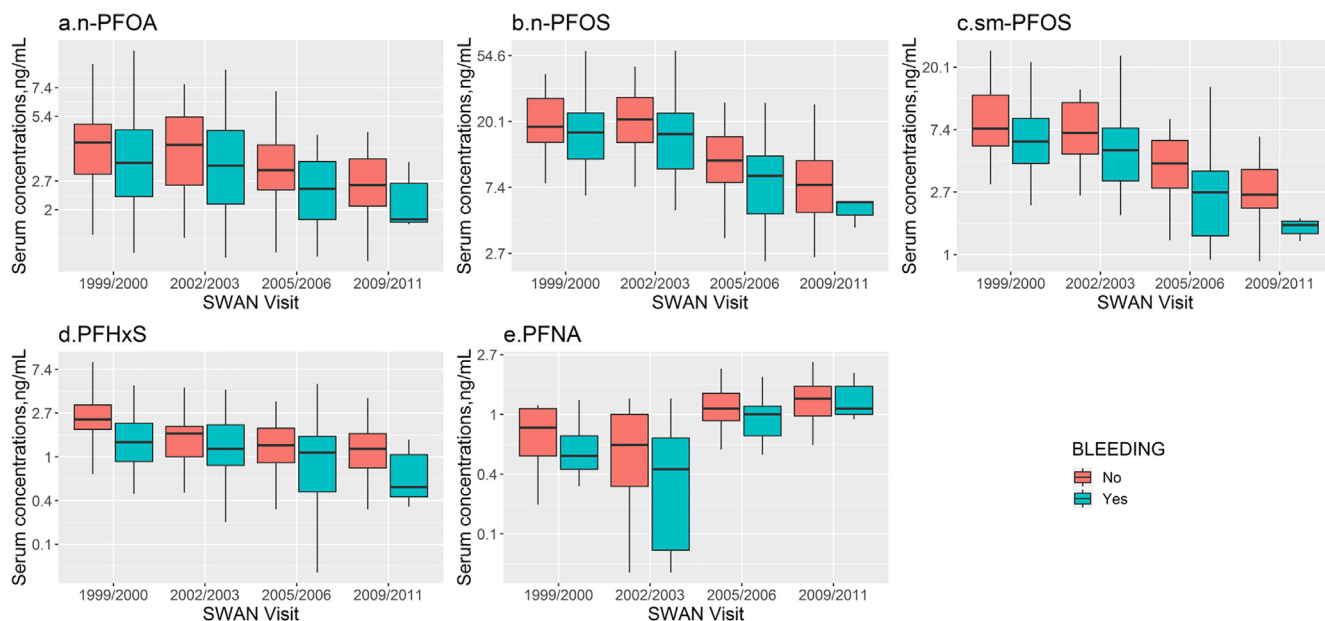 a.n-PFOA
Serum concentrations,ng/mL
7.4
5.4
2.7
2
1999/2000 2002/2003 2005/2006 2009/2011
SWAN Visit
b.n-PFOS
Serum concentrations,ng/mL
54.6
20.1
7.4
2.7
1999/2000 2002/2003 2005/2006 2009/2011
SWAN Visit
c.sm-PFOS
Serum concentrations,ng/mL
20.1
7.4
2.7
1
1999/2000 2002/2003 2005/2006 2009/2011
SWAN Visit
d.PFHxS
Serum concentrations,ng/mL
7.4
2.7
1
0.4
0.1
1999/2000 2002/2003 2005/2006 2009/2011
SWAN Visit
e.PFNA
Serum concentrations,ng/mL
2.7
1
0.4
0.1
1999/2000 2002/2003 2005/2006 2009/2011
SWAN Visit
BLEEDING
No
Yes